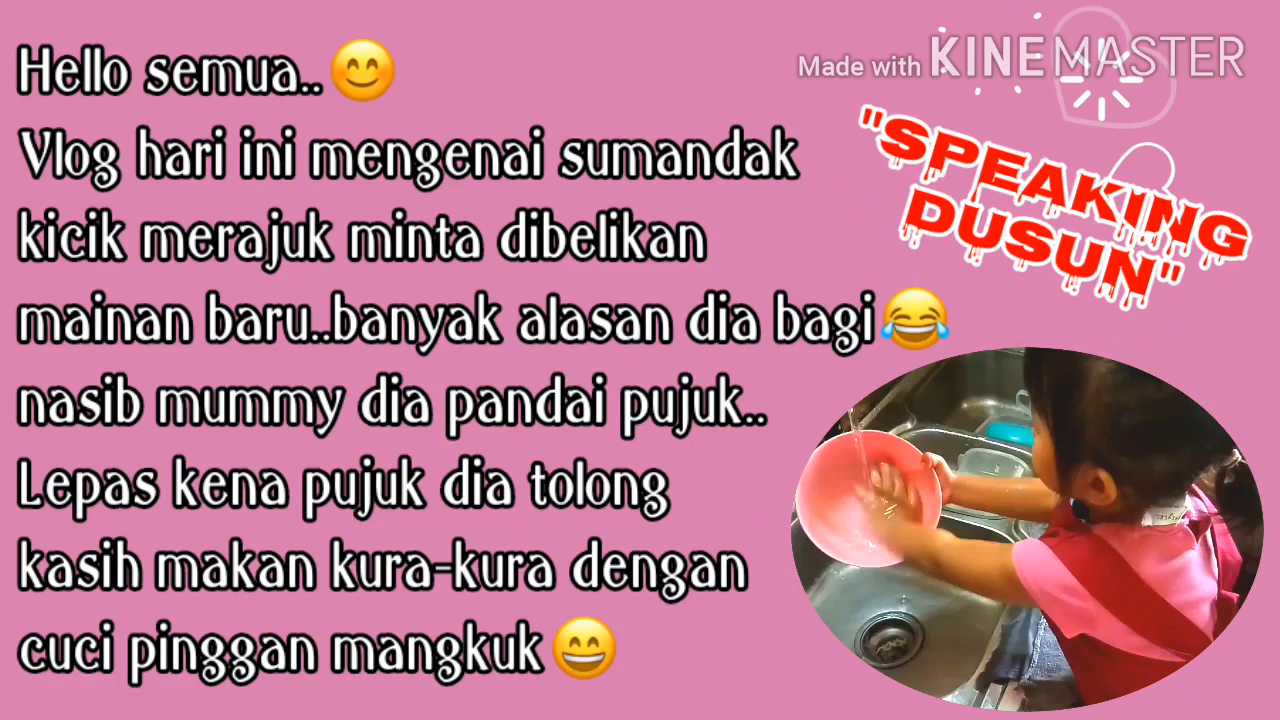 Hello semua..😊
Vlog hari ini mengenai sumandak
kicik merajuk minta dibelikan
mainan baru..banyak alasan dia bagi😂
nasib mummy dia pandai pujuk..
Lepas kena pujuk dia tolong
kasih makan kura-kura dengan
cuci pinggan mangkuk😄
Made with KINEMASTER
"SPEAKING
DUSUN"